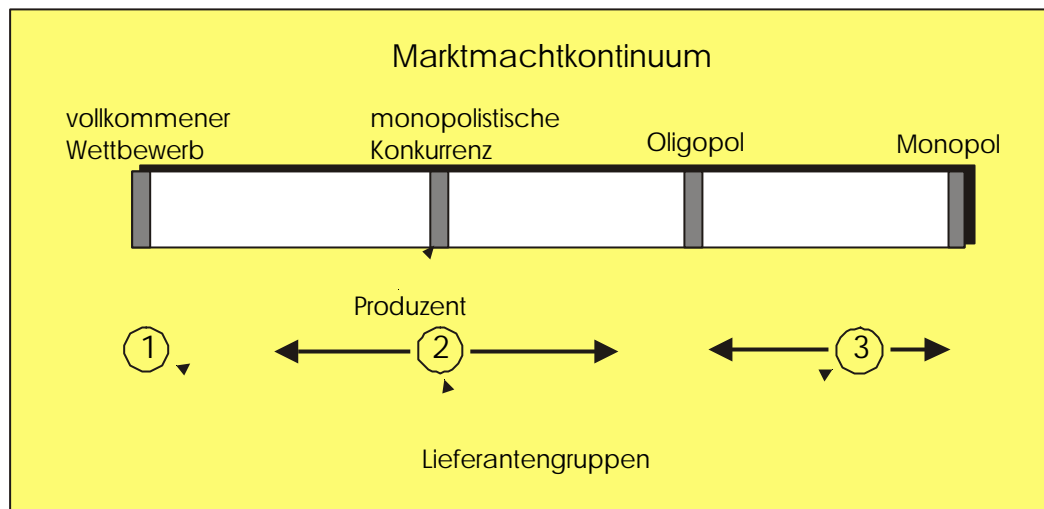 Marktmachtkontinuum
vollkommener
Wettbewerb
monopolistische
Konkurrenz
Oligopol
Monopol
Produzent
1
2
3
Lieferantengruppen